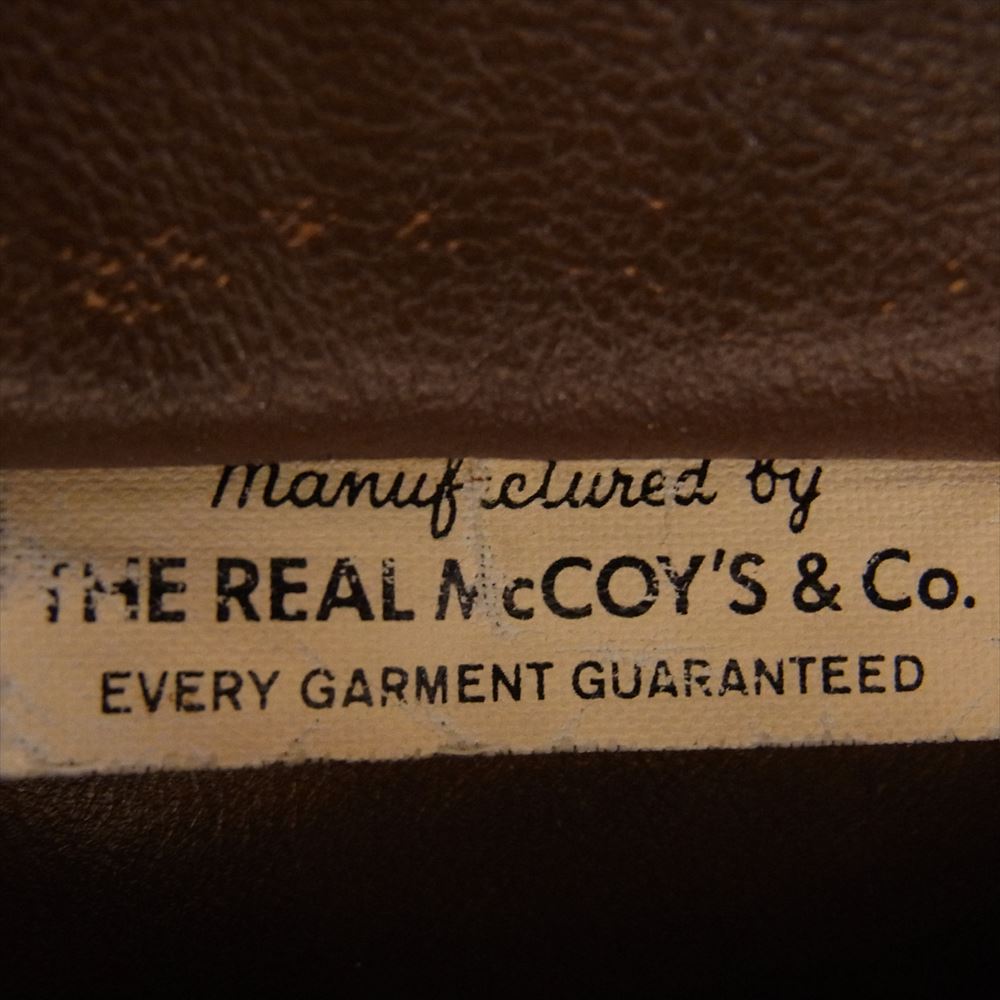 manufactured by
THE REAL McCOY'S & Co.
EVERY GARMENT GUARANTEED